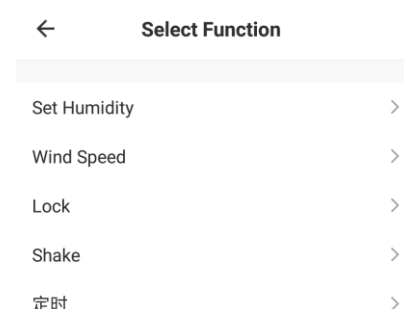 Select Function
Set Humidity
Wind Speed
Lock
Shake
定时